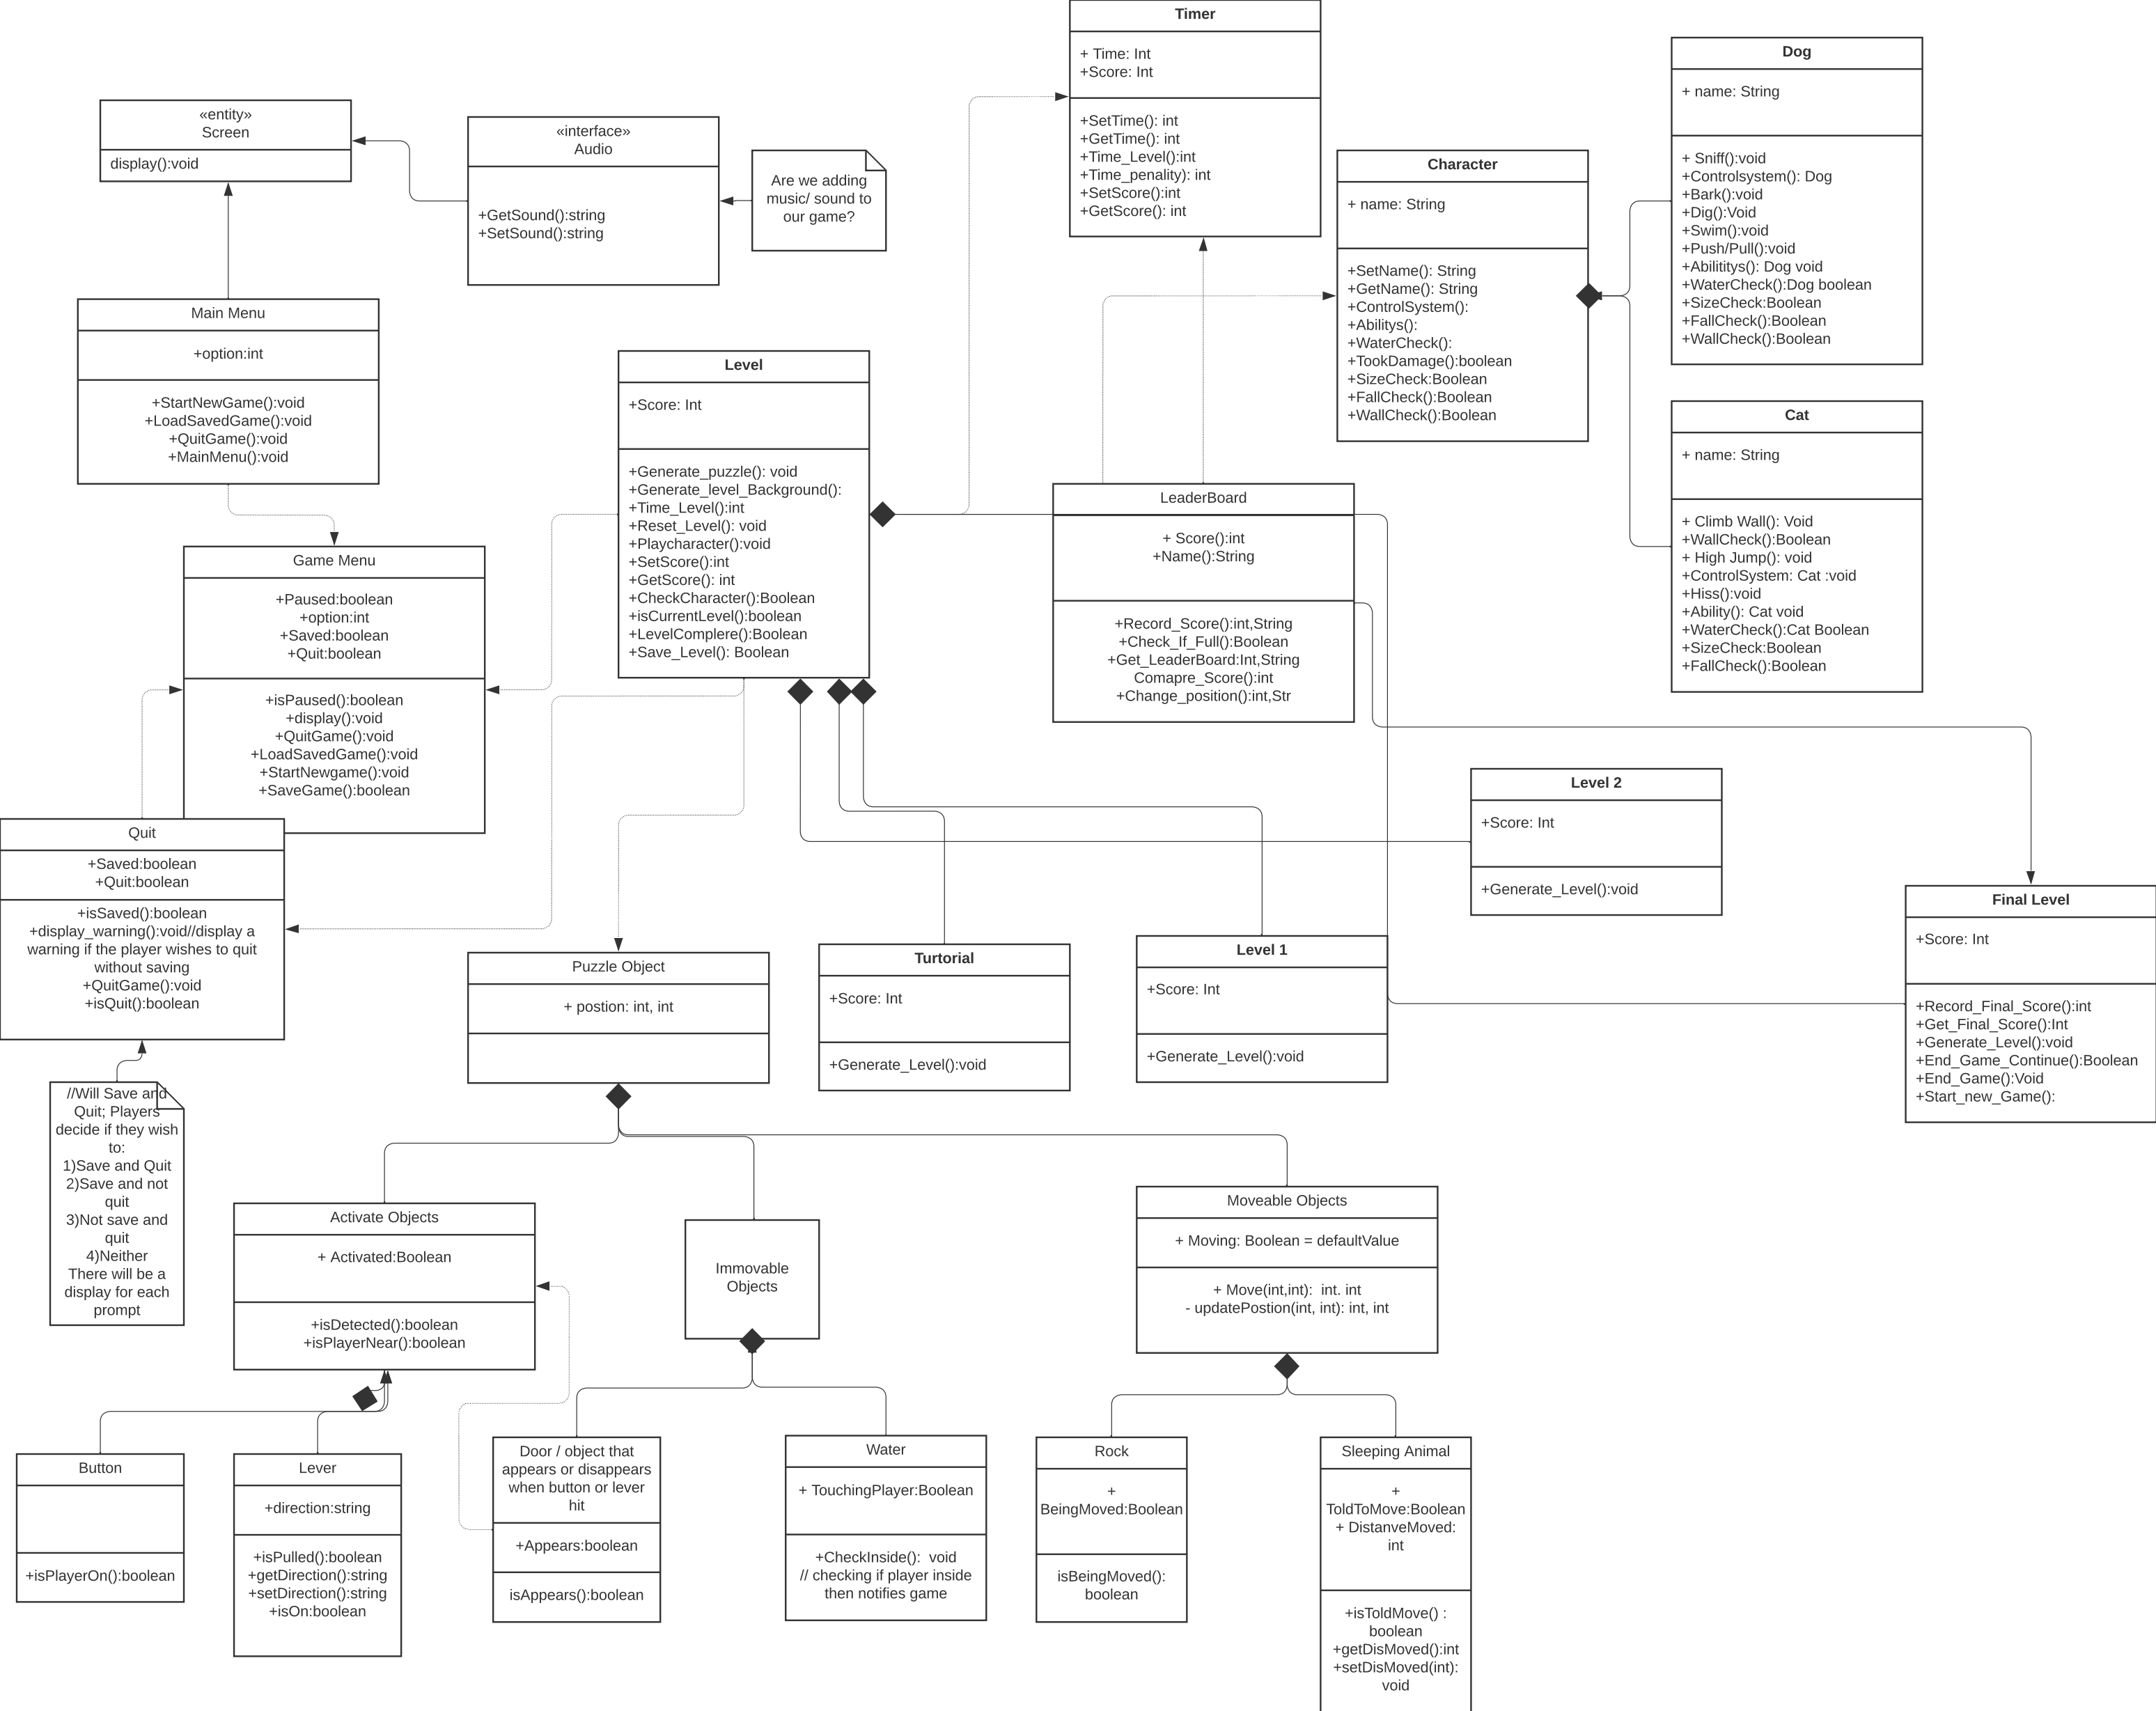 Timer
+ Time: Int
+Score: Int
+SetTime(): int
+GetTime(): int
+Time_Level():int
+Time_penality): int
+SetScore():int
+GetScore(): int
Dog
+ name: String
+ Sniff():void
+Controlsystem(): Dog
+Bark():void
+Dig():Void
+Swim():void
+Push/Pull():void
+Abilititys(): Dog void
+WaterCheck():Dog boolean
+SizeCheck:Boolean
+FallCheck():Boolean
+WallCheck():Boolean
«entity»
Screen
display():void
«interface»
Audio
+GetSound():string
+SetSound():string
Are we adding
music/ sound to
our game?
Character
+ name: String
+SetName(): String
+GetName(): String
+ControlSystem():
+Abilitys():
+WaterCheck():
+TookDamage():boolean
+SizeCheck:Boolean
+FallCheck():Boolean
+WallCheck():Boolean
Main Menu
+option:int
+StartNewGame():void
+LoadSavedGame():void
+QuitGame():void
+MainMenu():void
Level
+Score: Int
+Generate_puzzle(): void
+Generate_level_Background():
+Time_Level():int
+Reset_Level(): void
+Playcharacter():void
+SetScore():int
+GetScore(): int
+CheckCharacter():Boolean
+isCurrentLevel():boolean
+LevelComplere():Boolean
+Save_Level(): Boolean
Cat
+ name: String
+ Climb Wall(): Void
+WallCheck():Boolean
+ High Jump(): void
+ControlSystem: Cat :void
+Hiss():void
+Ability(): Cat void
+WaterCheck():Cat Boolean
+SizeCheck:Boolean
+FallCheck():Boolean
LeaderBoard
+ Score():int
+Name():String
+Record_Score():int,String
+Check_If_Full():Boolean
+Get_LeaderBoard:Int,String
Comapre_Score():int
+Change_position():int,Str
Game Menu
+Paused:boolean
+option:int
+Saved:boolean
+Quit:boolean
+isPaused():boolean
+display():void
+QuitGame():void
+LoadSavedGame():void
+StartNewgame():void
+SaveGame():boolean
Level 2
+Score: Int
+Generate_Level():void
Quit
+Saved:boolean
+Quit:boolean
+isSaved():boolean
+display_warning():void//display a
warning if the player wishes to quit
without saving
+QuitGame():void
+isQuit():boolean
Final Level
+Score: Int
+Record_Final_Score():int
+Get_Final_Score():Int
+Generate_Level():void
+End_Game_Continue():Boolean
+End_Game():Void
+Start_new_Game():
Puzzle Object
+ postion: int, int
Turtorial
+Score: Int
+Generate_Level():void
Level 1
+Score: Int
+Generate_Level():void
//Will Save and
Quit; Players
decide if they wish
to:
1)Save and Quit
2)Save and not
quit
3)Not save and
quit
4)Neither
There will be a
display for each
prompt
Activate Objects
+ Activated:Boolean
+isDetected():boolean
+isPlayerNear():boolean
Immovable
Objects
Moveable Objects
+ Moving: Boolean = defaultValue
+ Move(int,int):  int. int
- updatePostion(int, int): int, int
Button
+isPlayerOn():boolean
Lever
+direction:string
+isPulled():boolean
+getDirection():string
+setDirection():string
+isOn:boolean
Door / object that
appears or disappears
when button or lever
hit
+Appears:boolean
isAppears():boolean
Water
+ TouchingPlayer:Boolean
+CheckInside():  void
// checking if player inside
then notifies game
Rock
+
BeingMoved:Boolean
isBeingMoved():
boolean
Sleeping Animal
+
ToldToMove:Boolean
+ DistanveMoved:
int
+isToldMove() :
boolean
+getDisMoved():int
+setDisMoved(int):
void